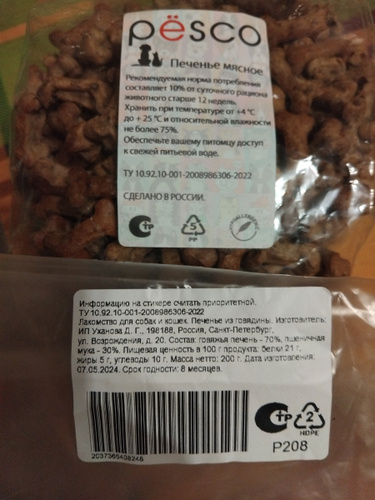 pёsco
Печенье мясное
Рекомендуемая норма потребления
составляет 10% от суточного рациона
животного старше 12 недель.
Хранить при температуре от +4 °С
до + 25 °С и относительной влажности
не более 75%.
Обеспечьте вашему питомцу доступ
к свежей питьевой воде.
ТУ 10.92.10-001-2008986306-2022
СДЕЛАНО В РОССИИ.
5
PP
Информацию на стикере считать приоритетной.
ТУ 10.92.10-001-2008986306-2022
Лакомство для собак и кошек. Печенье из говядины. Изготовитель:
ИП Уханова Д. Г., 198188, Россия, Санкт-Петербург,
ул. Возрождения, д. 20. Состав: говяжья печень - 70%, пшеничная
мука - 30%. Пищевая ценность в 100 г продукта: белки 21 г,
жиры 5 г, углеводы 10 г. Масса нетто: 200 г. Дата изготовления:
07.05.2024. Срок годности: 8 месяцев.
2037365408248
2
HDPE
P208